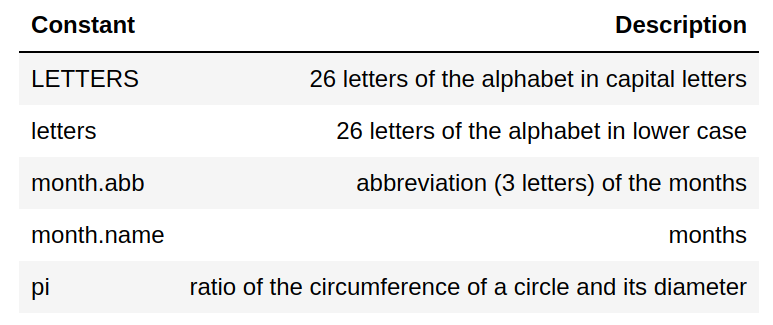 Constant Description
LETTERS 26 letters of the alphabet in capital letters
letters 26 letters of the alphabet in lower case
month.abb abbreviation (3 letters) of the months
month.name months
pi ratio of the circumference of a circle and its diameter